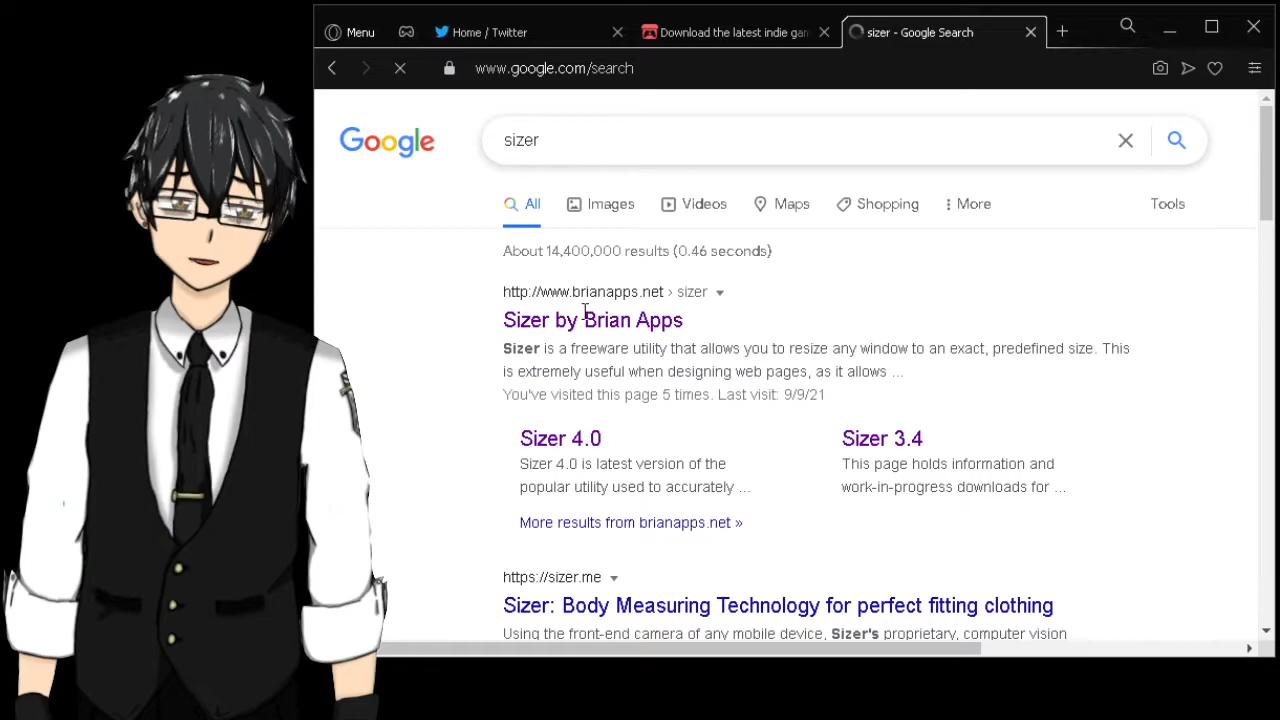 Menu Home / Twitter Download the latest indie gan sizer - Google Search
www.google.com/search
Google sizer
All Images Videos Maps Shopping More Tools
About 14,400,000 results (0.46 seconds)
http://www.brianapps.net › sizer
Sizer by Brian Apps
Sizer is a freeware utility that allows you to resize any window to an exact, predefined size. This
is extremely useful when designing web pages, as it allows ...
You've visited this page 5 times. Last visit: 9/9/21
Sizer 4.0 Sizer 3.4
Sizer 4.0 is latest version of the This page holds information and
popular utility used to accurately ... work-in-progress downloads for ...
More results from brianapps.net »
https://sizer.me
Sizer: Body Measuring Technology for perfect fitting clothing
Using the front-end camera of any mobile device, Sizer's proprietary, computer vision